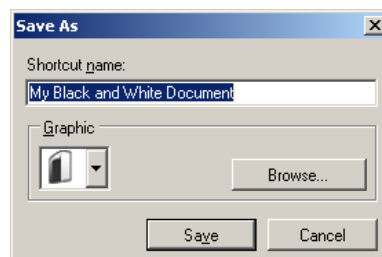 Save As
Shortcut name:
My Black and White Document
Graphic
Browse...
Save
Cancel